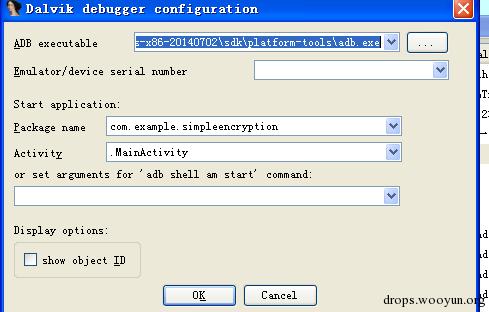 Dalvik debugger configuration
ADB executable s-x86-20140702\sdk\platform-tools\adb.exe ...
Emulator/device serial number
Start application:
Package name com.example.simpleencryption
Activity .MainActivity
or set arguments for 'adb shell am start' command:
Display options:
show object ID
OK Cancel
drops.wooyun.org